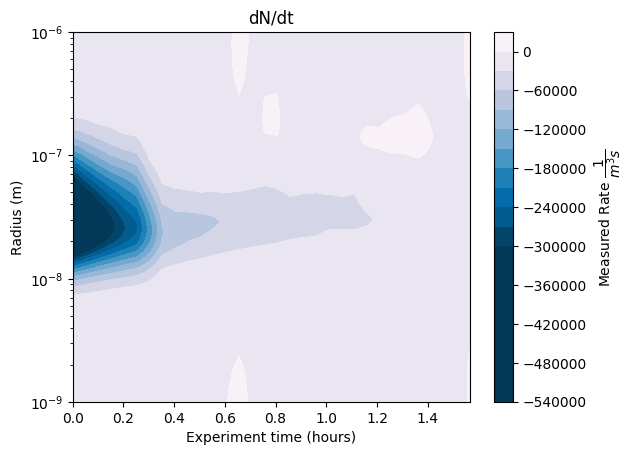 dN/dt
10⁻⁶
10⁻⁷
10⁻⁸
10⁻⁹
Radius (m)
0.0 0.2 0.4 0.6 0.8 1.0 1.2 1.4
Experiment time (hours)
0
−60000
−120000
−180000
−240000
−300000
−360000
−420000
−480000
−540000
Measured Rate 1/m³s